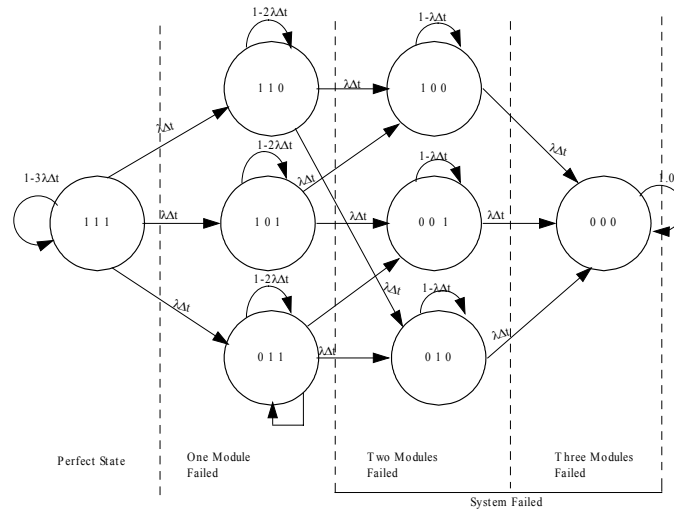 1-2λΔt
1-λΔt
1 1 0
λΔt
1 0 0
λΔt
1-2λΔt
1-λΔt
λΔt
1-3λΔt
λΔt
1.0
1 1 1
λΔt
1 0 1
λΔt
0 0 1
λΔt
0 0 0
1-2λΔt
λΔt
1-λΔt
λΔt
0 1 1
λΔt
0 1 0
λΔt
Perfect State
One Module
Failed
Two Modules
Failed
Three Modules
Failed
System Failed